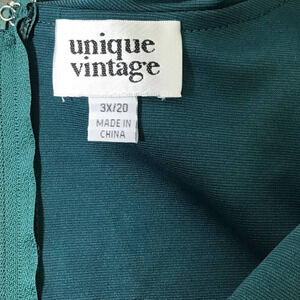 unique
vintage
3X/20
MADE IN
CHINA